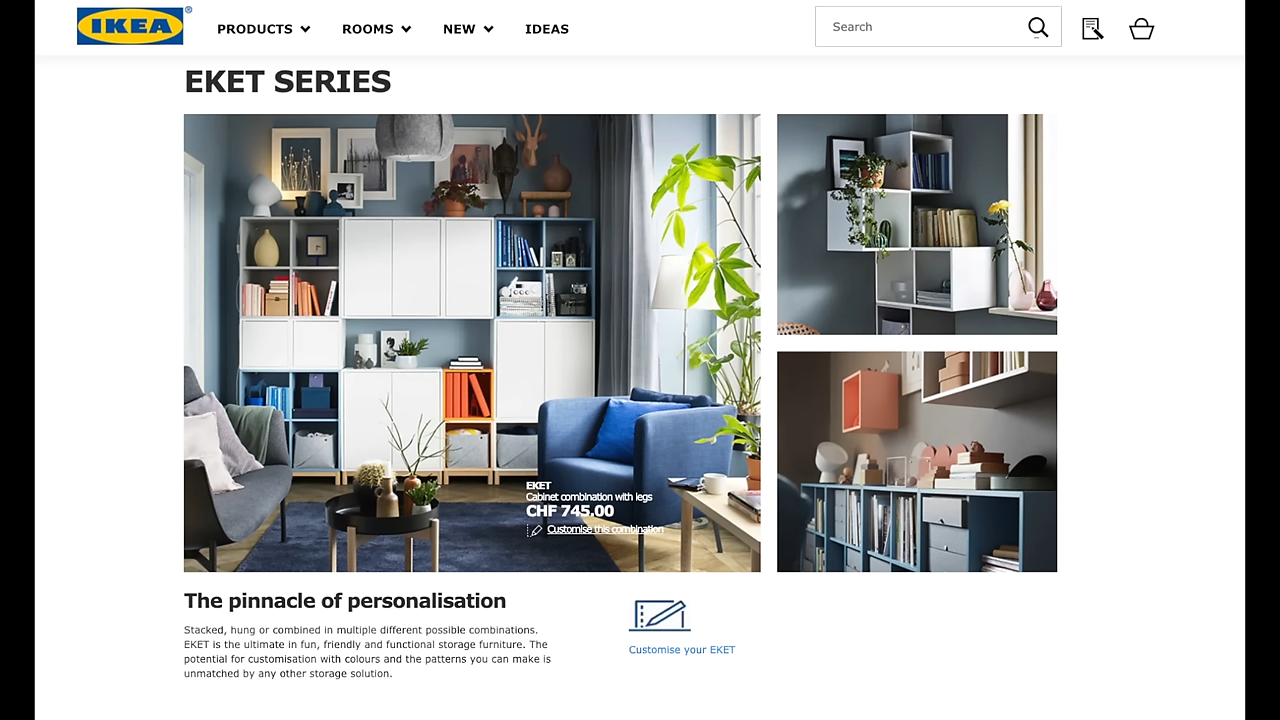 IKEA®
PRODUCTS
ROOMS
NEW
IDEAS
Search
EKET SERIES
EKET
Cabinet combination with legs
CHF 745.00
Customise this combination
The pinnacle of personalisation
Stacked, hung or combined in multiple different possible combinations.
EKET is the ultimate in fun, friendly and functional storage furniture. The
potential for customisation with colours and the patterns you can make is
unmatched by any other storage solution.
Customise your EKET